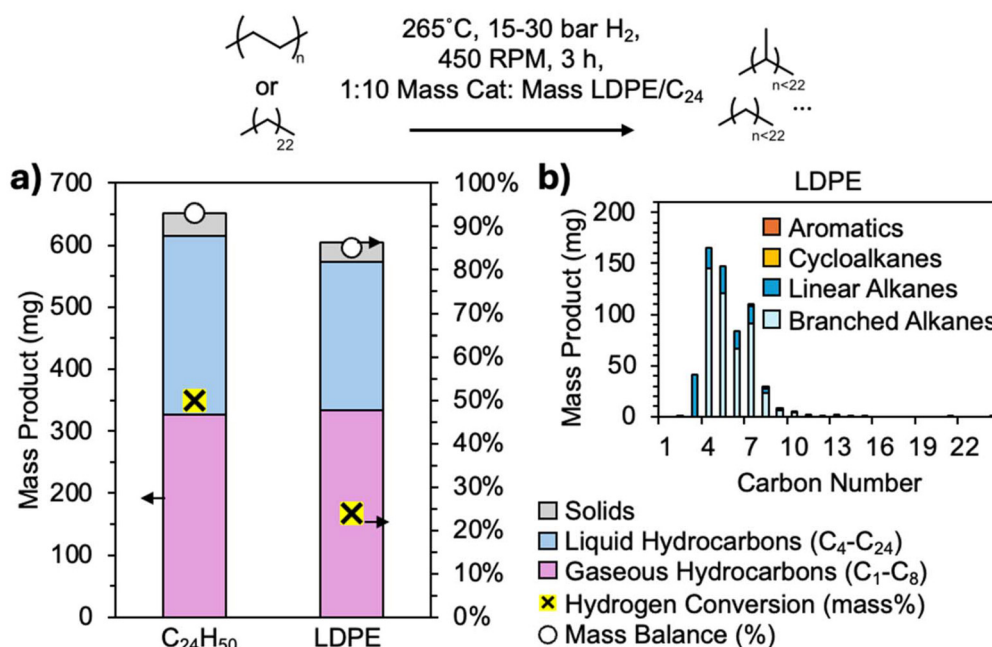 n
or
22
265˚C, 15-30 bar H₂,
450 RPM, 3 h,
1:10 Mass Cat: Mass LDPE/C₂₄
n<22
n<22
...
a)
Mass Product (mg)
700
600
500
400
300
200
100
0
100%
90%
80%
70%
60%
50%
40%
30%
20%
10%
0%
C₂₄H₅₀ LDPE
b)
LDPE
Mass Product (mg)
200
150
100
50
0
Aromatics
Cycloalkanes
Linear Alkanes
Branched Alkanes
1 4 7 10 13 16 19 22
Carbon Number
Solids
Liquid Hydrocarbons (C₄-C₂₄)
Gaseous Hydrocarbons (C₁-C₈)
Hydrogen Conversion (mass%)
Mass Balance (%)